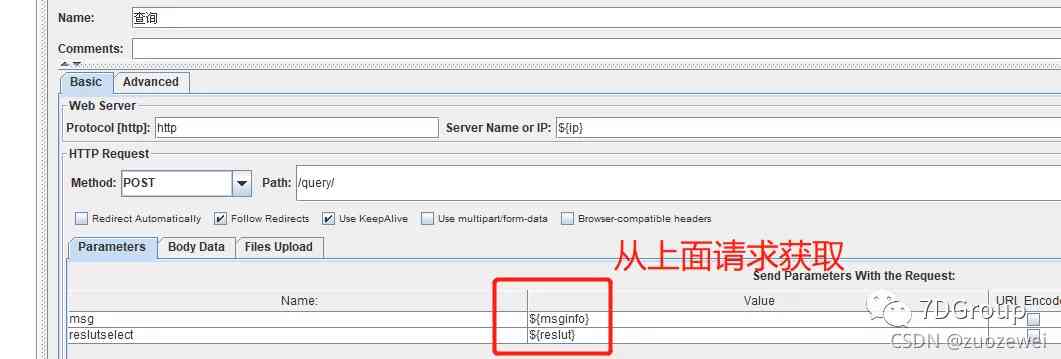 Name: 查询
Comments:
Basic Advanced
Web Server
Protocol [http]: http Server Name or IP: ${ip}
HTTP Request
Method: POST Path: /query/
Redirect Automatically Follow Redirects Use KeepAlive Use multipart/form-data Browser-compatible headers
Parameters Body Data Files Upload
从上面请求获取
Send Parameters With the Request:
Name: Value URL Encode
msg ${msginfo}
reslutselect ${reslut}
7DGroup
CSDN @zuozewei